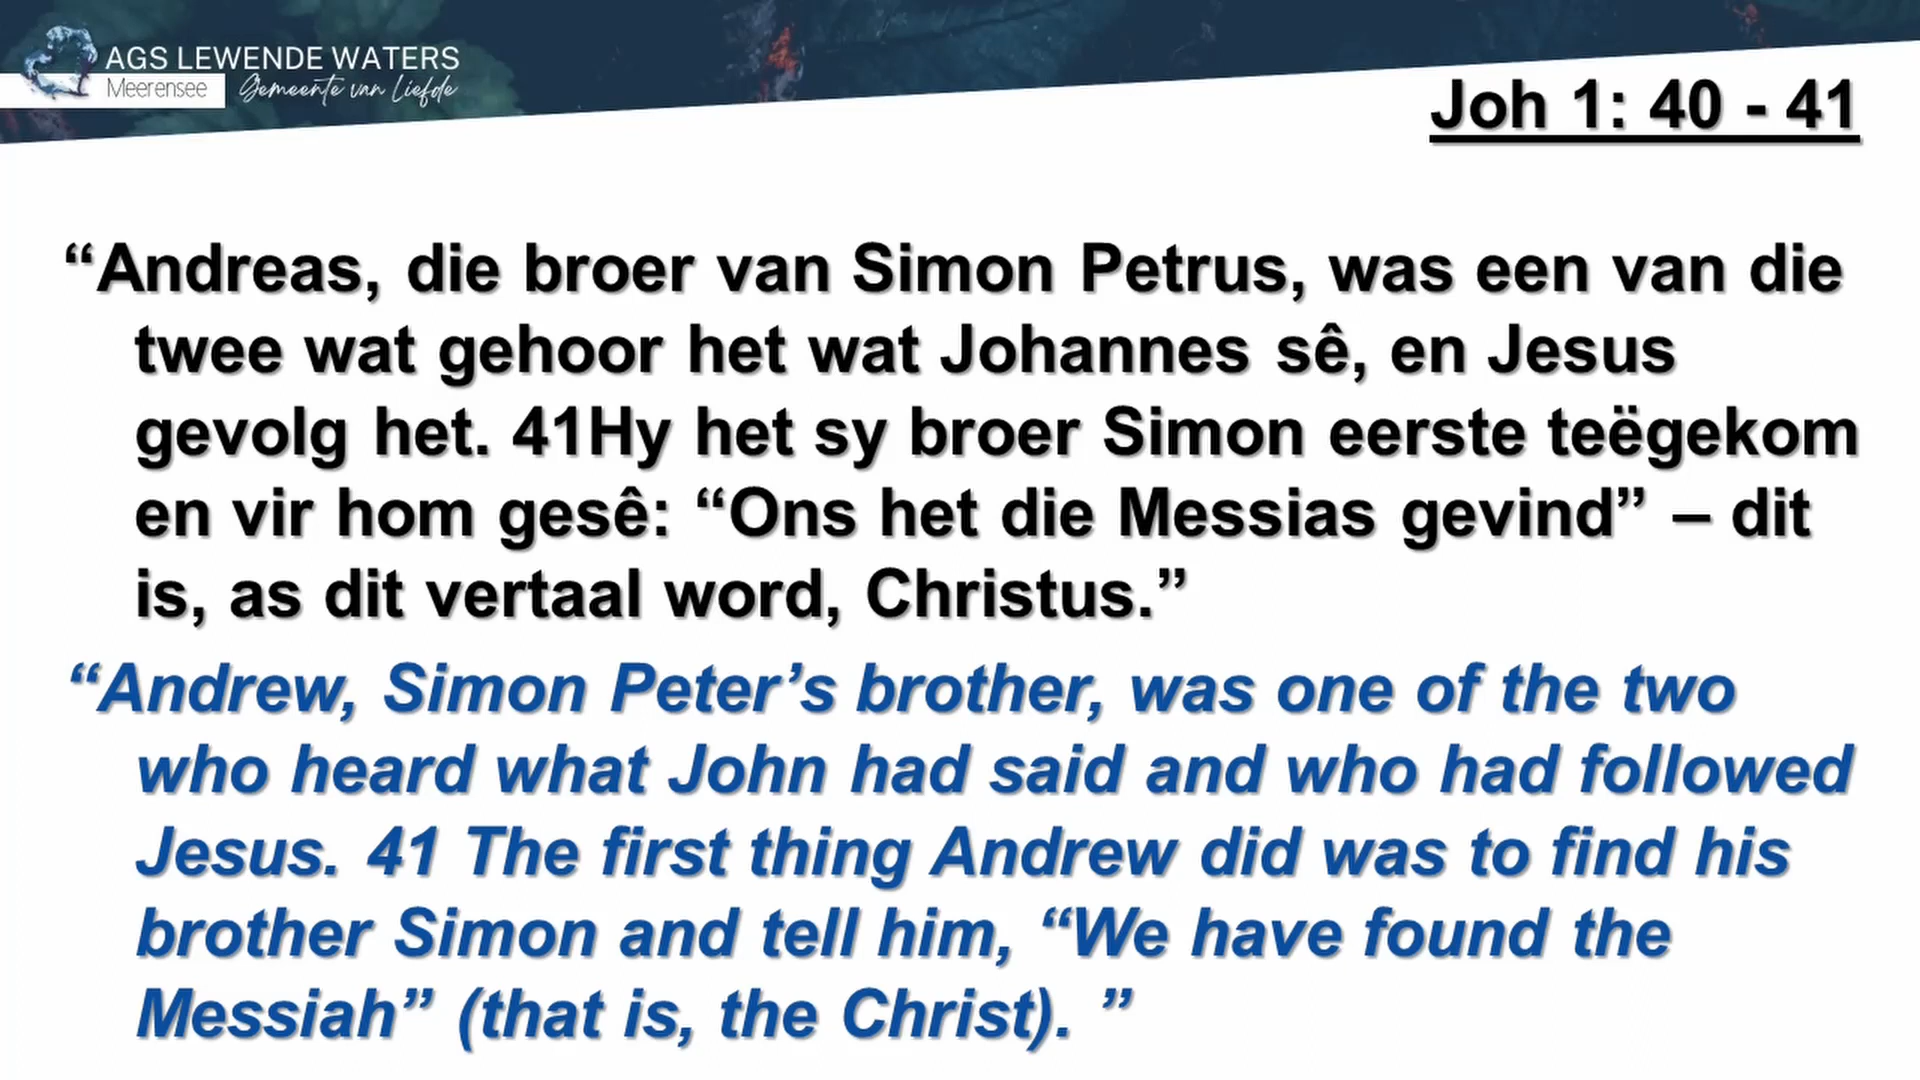 AGS LEWENDE WATERS
Meerensee Gemeente van Liefde
Joh 1: 40 - 41
“Andreas, die broer van Simon Petrus, was een van die
twee wat gehoor het wat Johannes sê, en Jesus
gevolg het. 41Hy het sy broer Simon eerste teëgekom
en vir hom gesê: “Ons het die Messias gevind” – dit
is, as dit vertaal word, Christus.”
“Andrew, Simon Peter’s brother, was one of the two
who heard what John had said and who had followed
Jesus. 41 The first thing Andrew did was to find his
brother Simon and tell him, “We have found the
Messiah” (that is, the Christ). ”